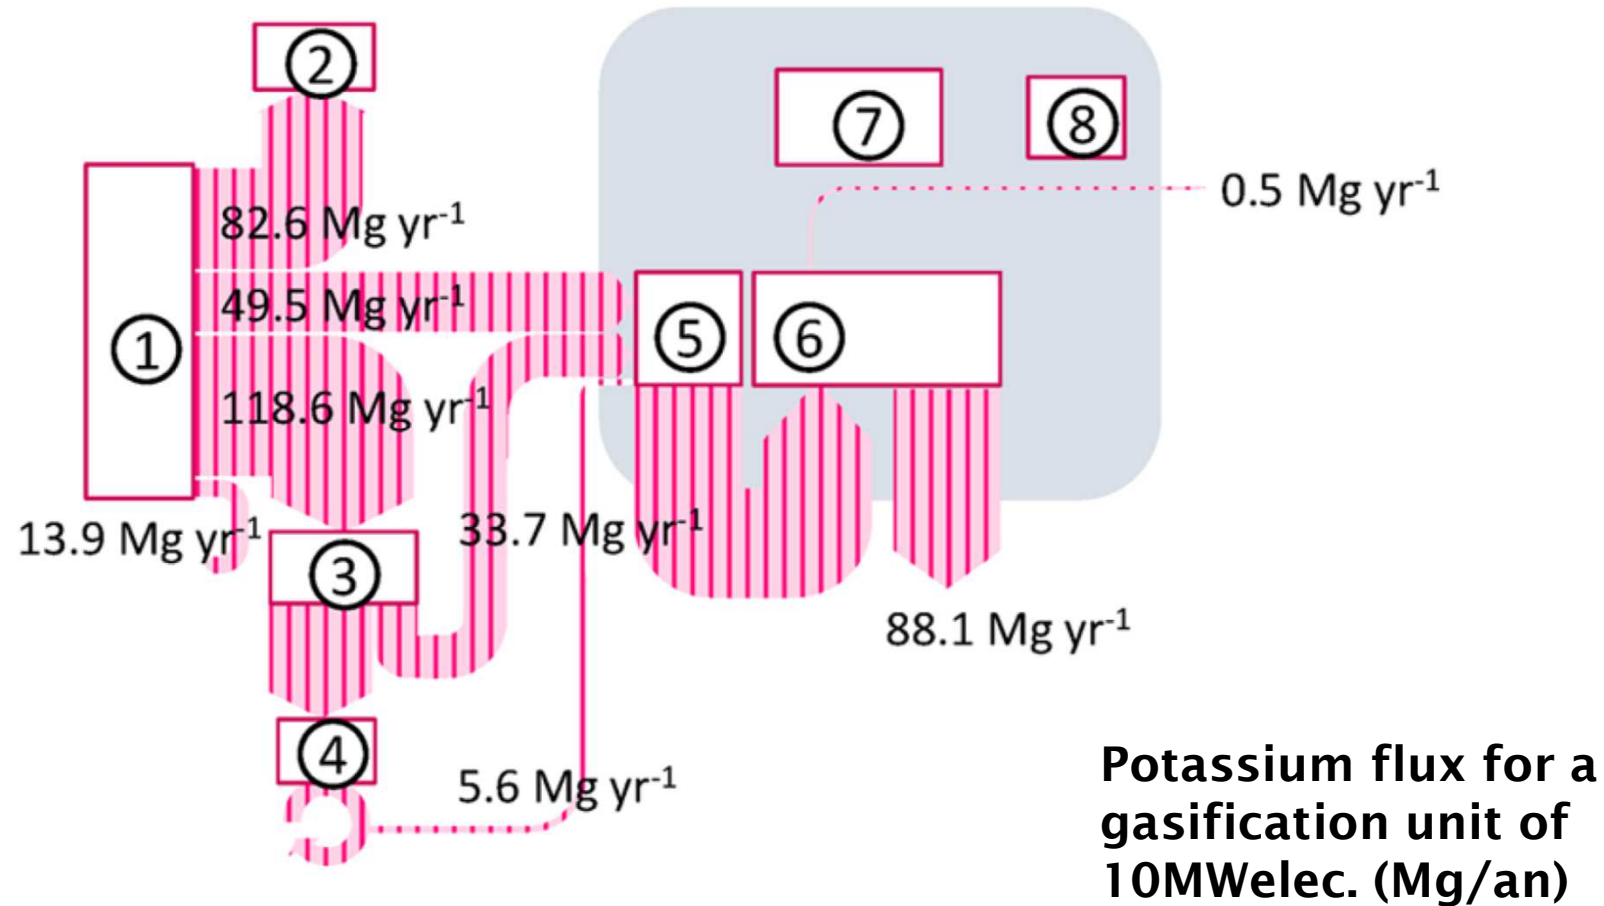 ②
⑦
⑧
0.5 Mg yr⁻¹
82.6 Mg yr⁻¹
49.5 Mg yr⁻¹
①
⑤
⑥
118.6 Mg yr⁻¹
13.9 Mg yr⁻¹
33.7 Mg yr⁻¹
③
88.1 Mg yr⁻¹
④
5.6 Mg yr⁻¹
Potassium flux for a
gasification unit of
10MWelec. (Mg/an)